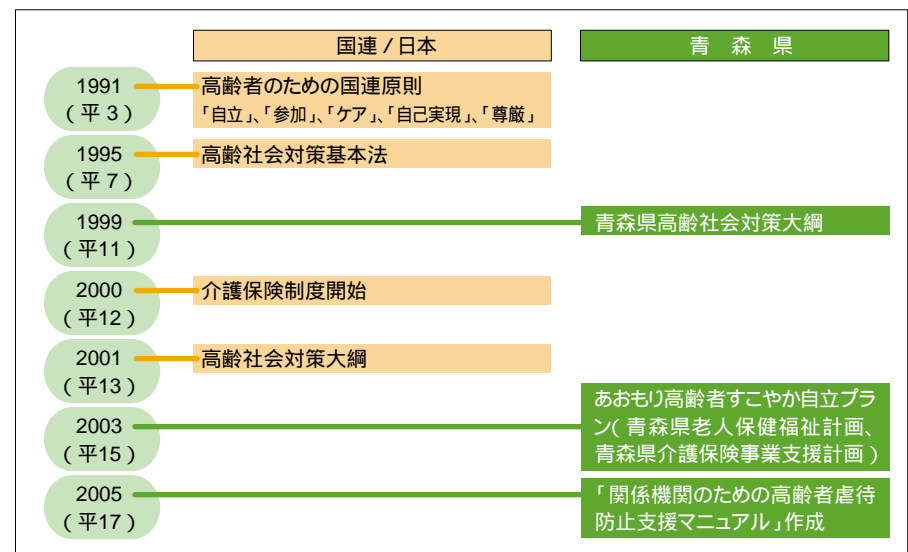 国連/日本
青森県
1991
(平3)
高齢者のための国連原則
「自立」、「参加」、「ケア」、「自己実現」、「尊厳」
1995
(平7)
高齢社会対策基本法
1999
(平11)
青森県高齢社会対策大綱
2000
(平12)
介護保険制度開始
2001
(平13)
高齢社会対策大綱
2003
(平15)
あおもり高齢者すこやか自立プラ
ン(青森県老人保健福祉計画、
青森県介護保険事業支援計画)
2005
(平17)
「関係機関のための高齢者虐待
防止支援マニュアル」作成